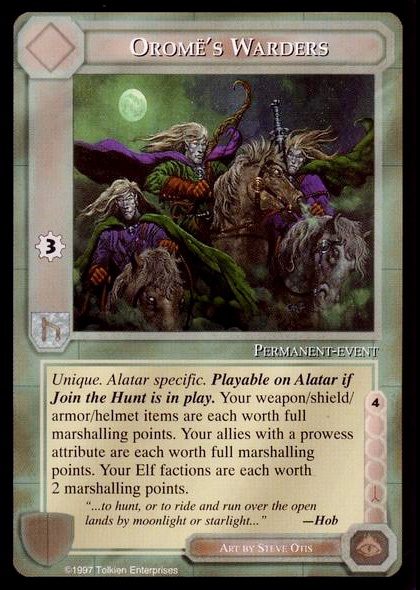 Oromë's Warders
3
Permanent-event
Unique. Alatar specific. Playable on Alatar if
Join the Hunt is in play. Your weapon/shield/
armor/helmet items are each worth full
marshalling points. Your allies with a prowess
attribute are each worth full marshalling
points. Your Elf factions are each worth
2 marshalling points.
"...to hunt, or to ride and run over the open
lands by moonlight or starlight..." —Hob
4
Art by Steve Otis
©1997 Tolkien Enterprises